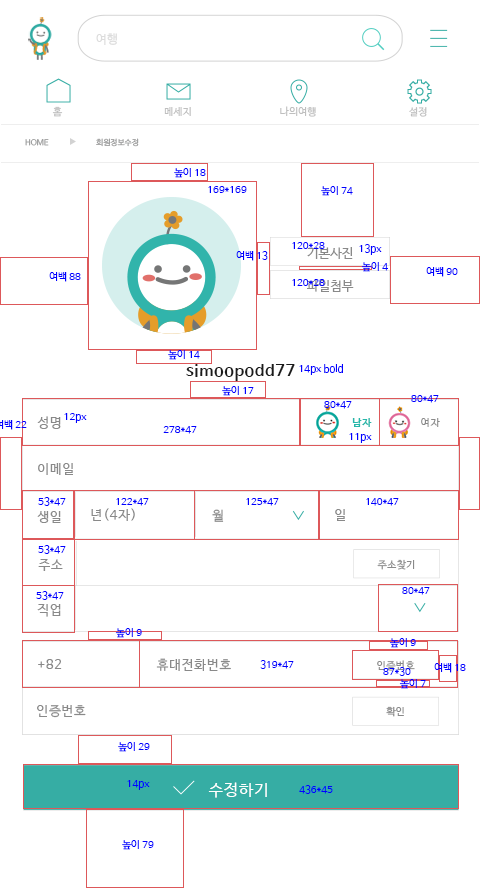 여행
홈 메세지 나의여행 설정
HOME 회원정보수정
높이 18
169*169
높이 74
120*28 기본사진 13px
여백 13
높이 4
여백 88
여백 90
120*28 파일첨부
높이 14
simoopodd77 14px bold
높이 17
80*47 80*47
여백 22 성명 12px 278*47 남자 여자
11px
이메일
53*47 122*47 125*47 140*47
생일 년(4자) 월 일
53*47
주소 주소찾기
53*47 80*47
직업
높이 9 높이 9
+82 휴대전화번호 319*47 인증번호 여백 18
87*30
높이 7
인증번호 확인
높이 29
14px 수정하기 436*45
높이 79